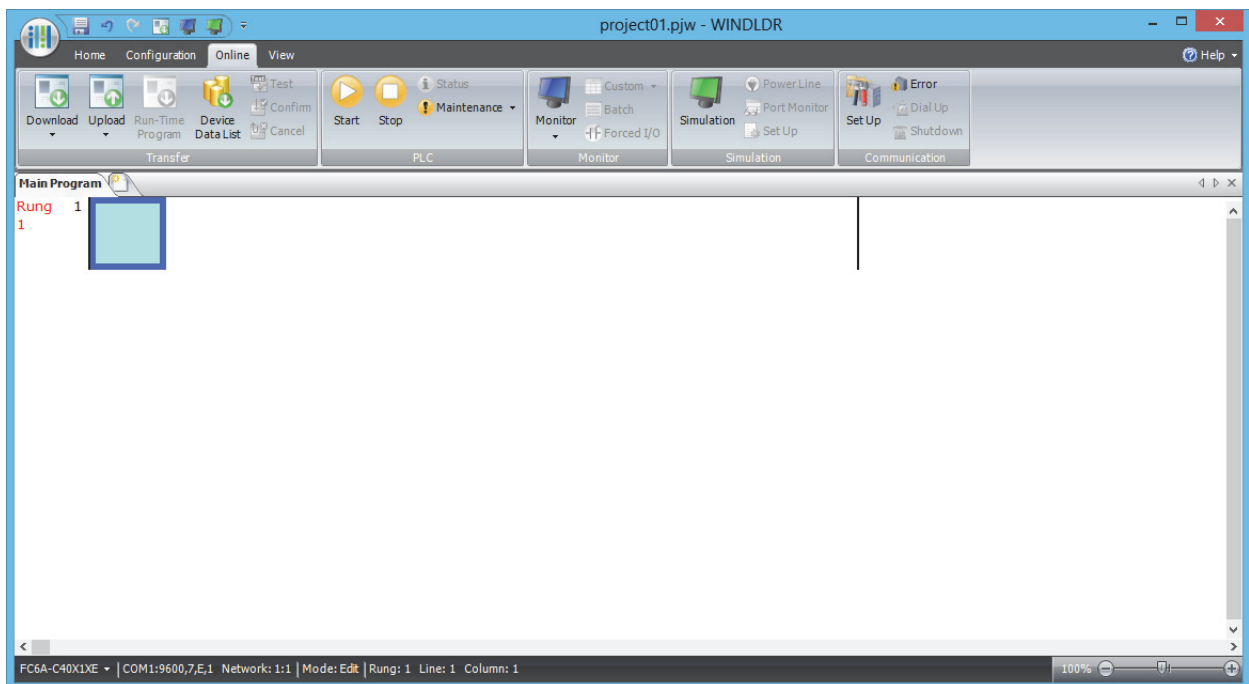 project01.pjw - WINDLDR
Home Configuration Online View Help
Download Upload Run-Time Program Device Data List Test Confirm Cancel
Transfer
Start Stop Status Maintenance
PLC
Monitor Custom Batch Forced I/O
Monitor
Simulation Power Line Port Monitor Set Up
Simulation
Set Up Error Dial Up Shutdown
Communication
Main Program
Rung 1
1
FC6A-C40X1XE COM1:9600,7,E,1 Network: 1:1 Mode: Edit Rung: 1 Line: 1 Column: 1 100%